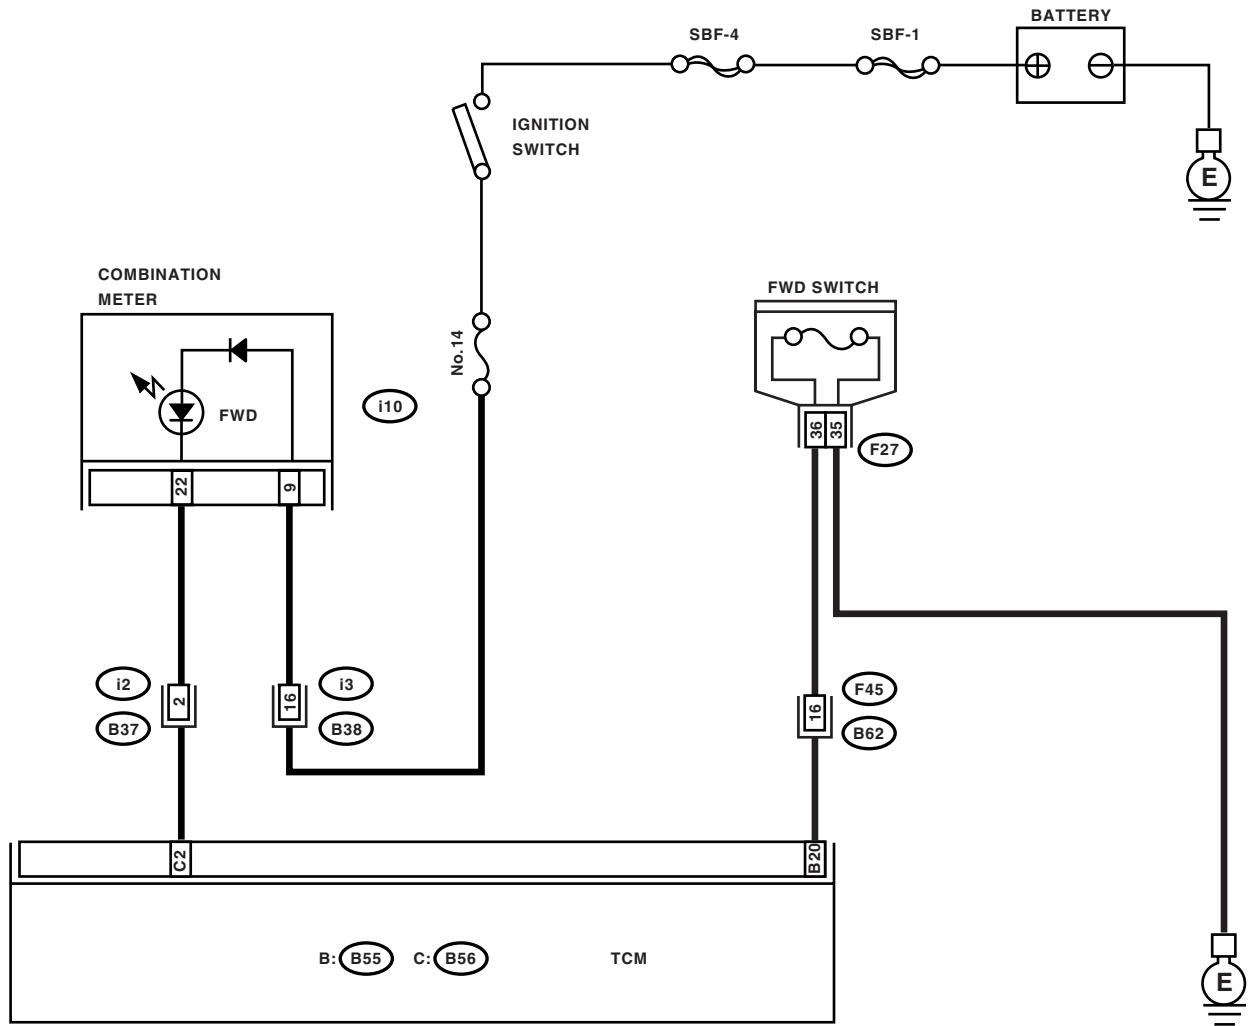 BATTERY
SBF-4
SBF-1
IGNITION
SWITCH
E
COMBINATION
METER
FWD SWITCH
No.14
FWD
i10
36
35
F27
22
9
i2
2
B37
i3
16
B38
F45
16
B62
C2
B20
B: B55 C: B56 TCM
E